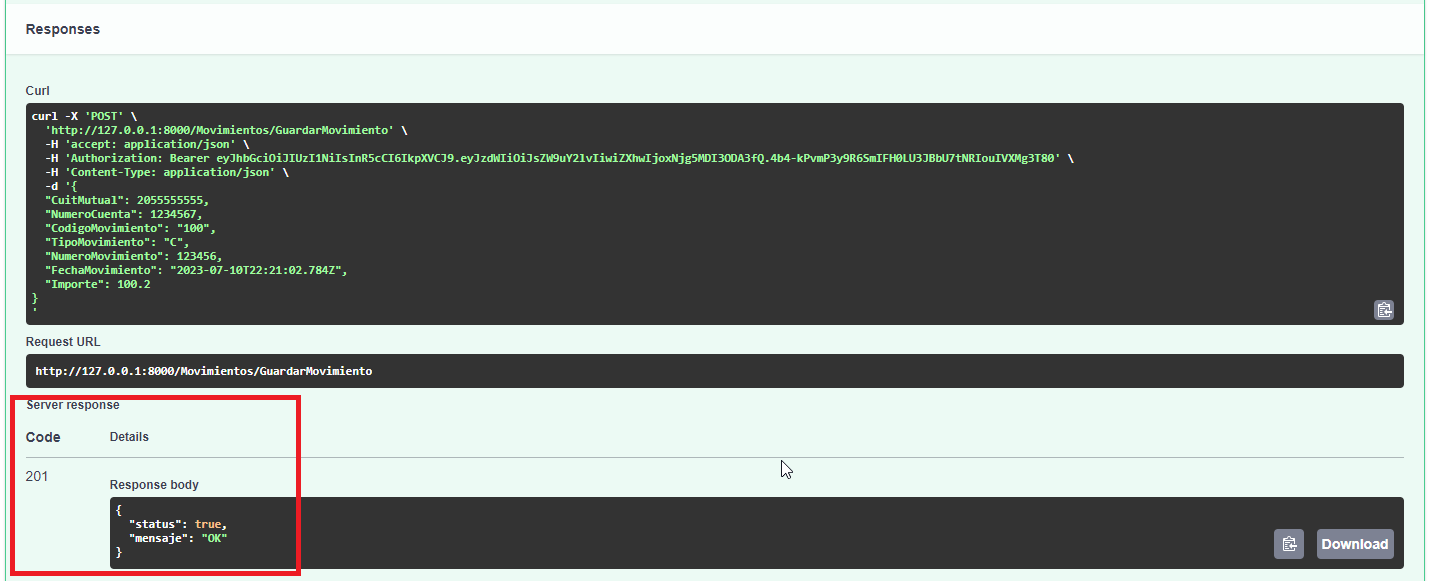 Responses
Curl
curl -X 'POST' \
  'http://127.0.0.1:8000/Movimientos/GuardarMovimiento' \
  -H 'accept: application/json' \
  -H 'Authorization: Bearer eyJhbGciOiJIUzI1NiIsInR5cCI6IkpXVCJ9.eyJzdWIiOiJsZW9uY2lvIiwiZXhwIjoxNjg5MDI3ODA3fQ.4b4-kPvmP3y9R6SmIFH0LU3JBbU7tNRIouIVXMg3T80' \
  -H 'Content-Type: application/json' \
  -d '{
  "CuitMutual": 2055555555,
  "NumeroCuenta": 1234567,
  "CodigoMovimiento": "100",
  "TipoMovimiento": "C",
  "NumeroMovimiento": 123456,
  "FechaMovimiento": "2023-07-10T22:21:02.784Z",
  "Importe": 100.2
}
'
Request URL
http://127.0.0.1:8000/Movimientos/GuardarMovimiento
Server response
Code Details
201
Response body
{
  "status": true,
  "mensaje": "OK"
}
Download